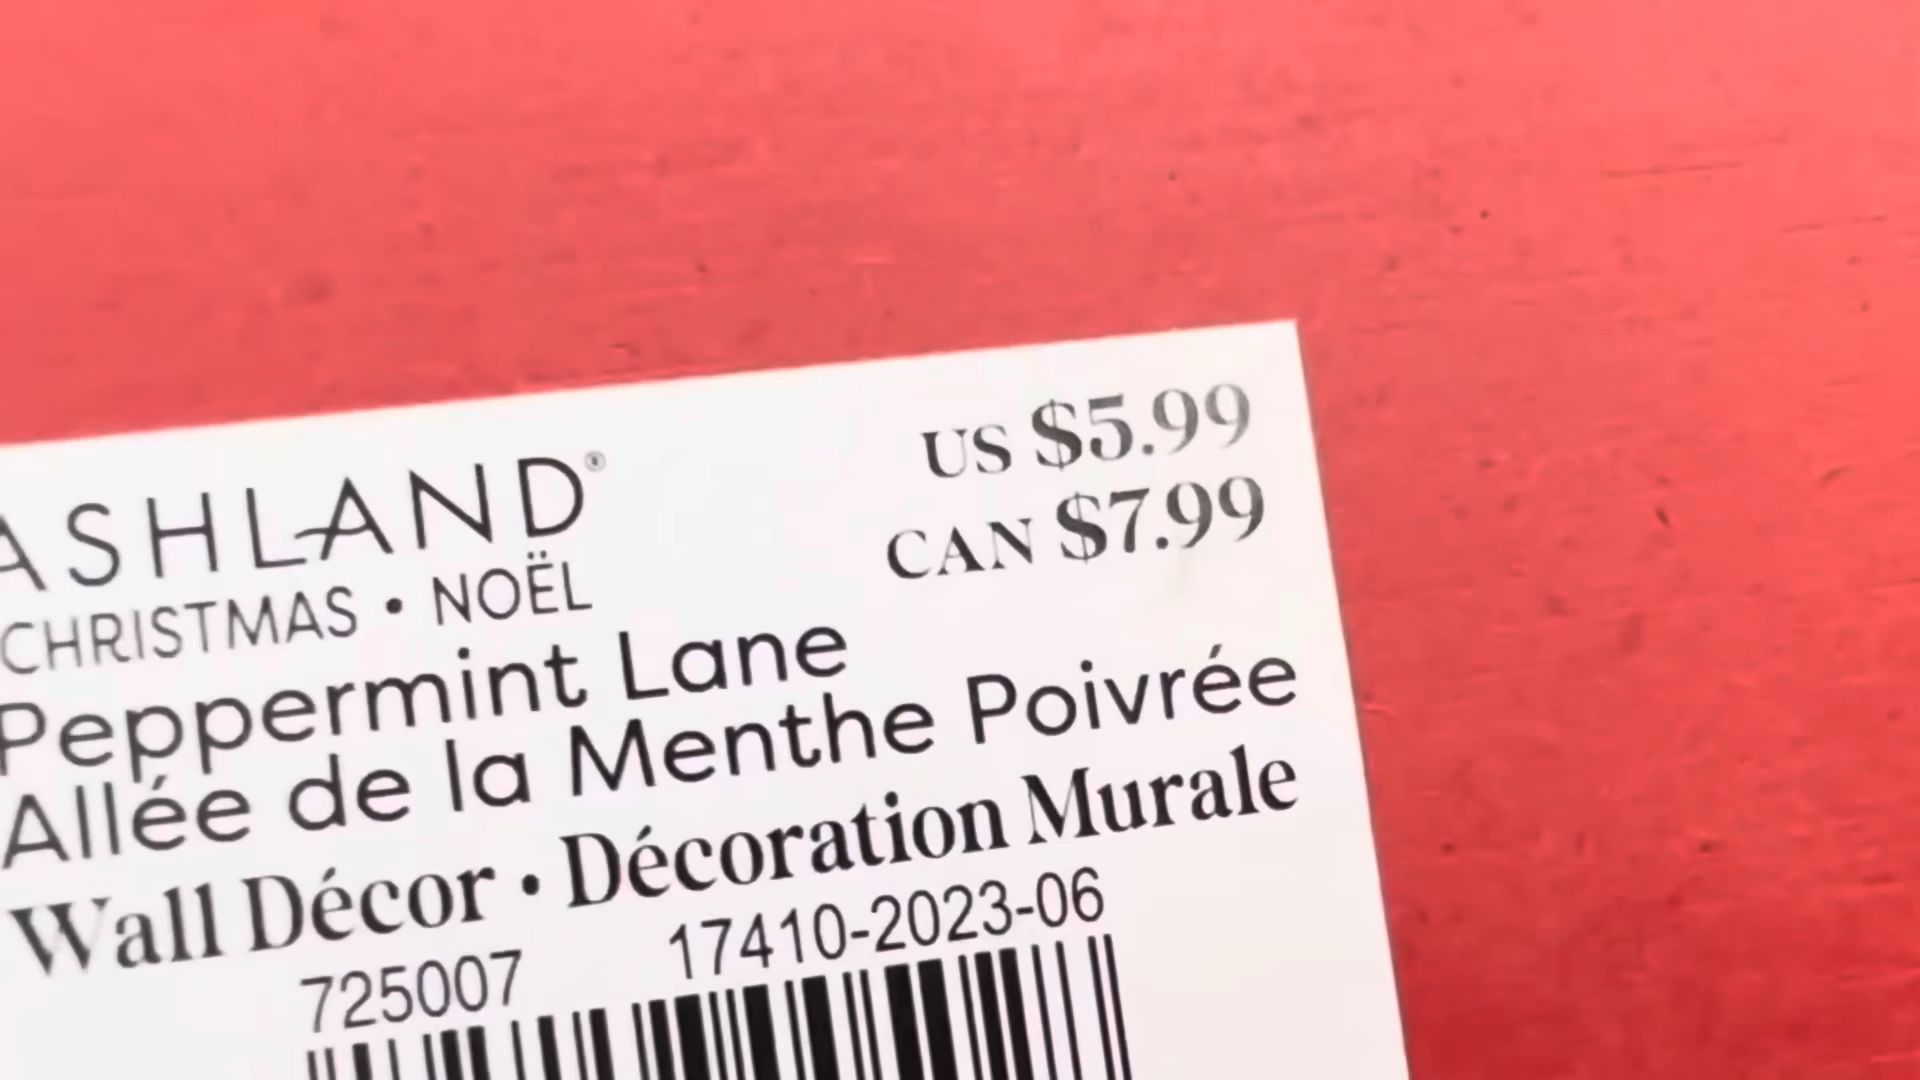 ASHLAND®
CHRISTMAS • NOËL
US $5.99
CAN $7.99
Peppermint Lane
Allée de la Menthe Poivrée
Wall Décor • Décoration Murale
725007 17410-2023-06